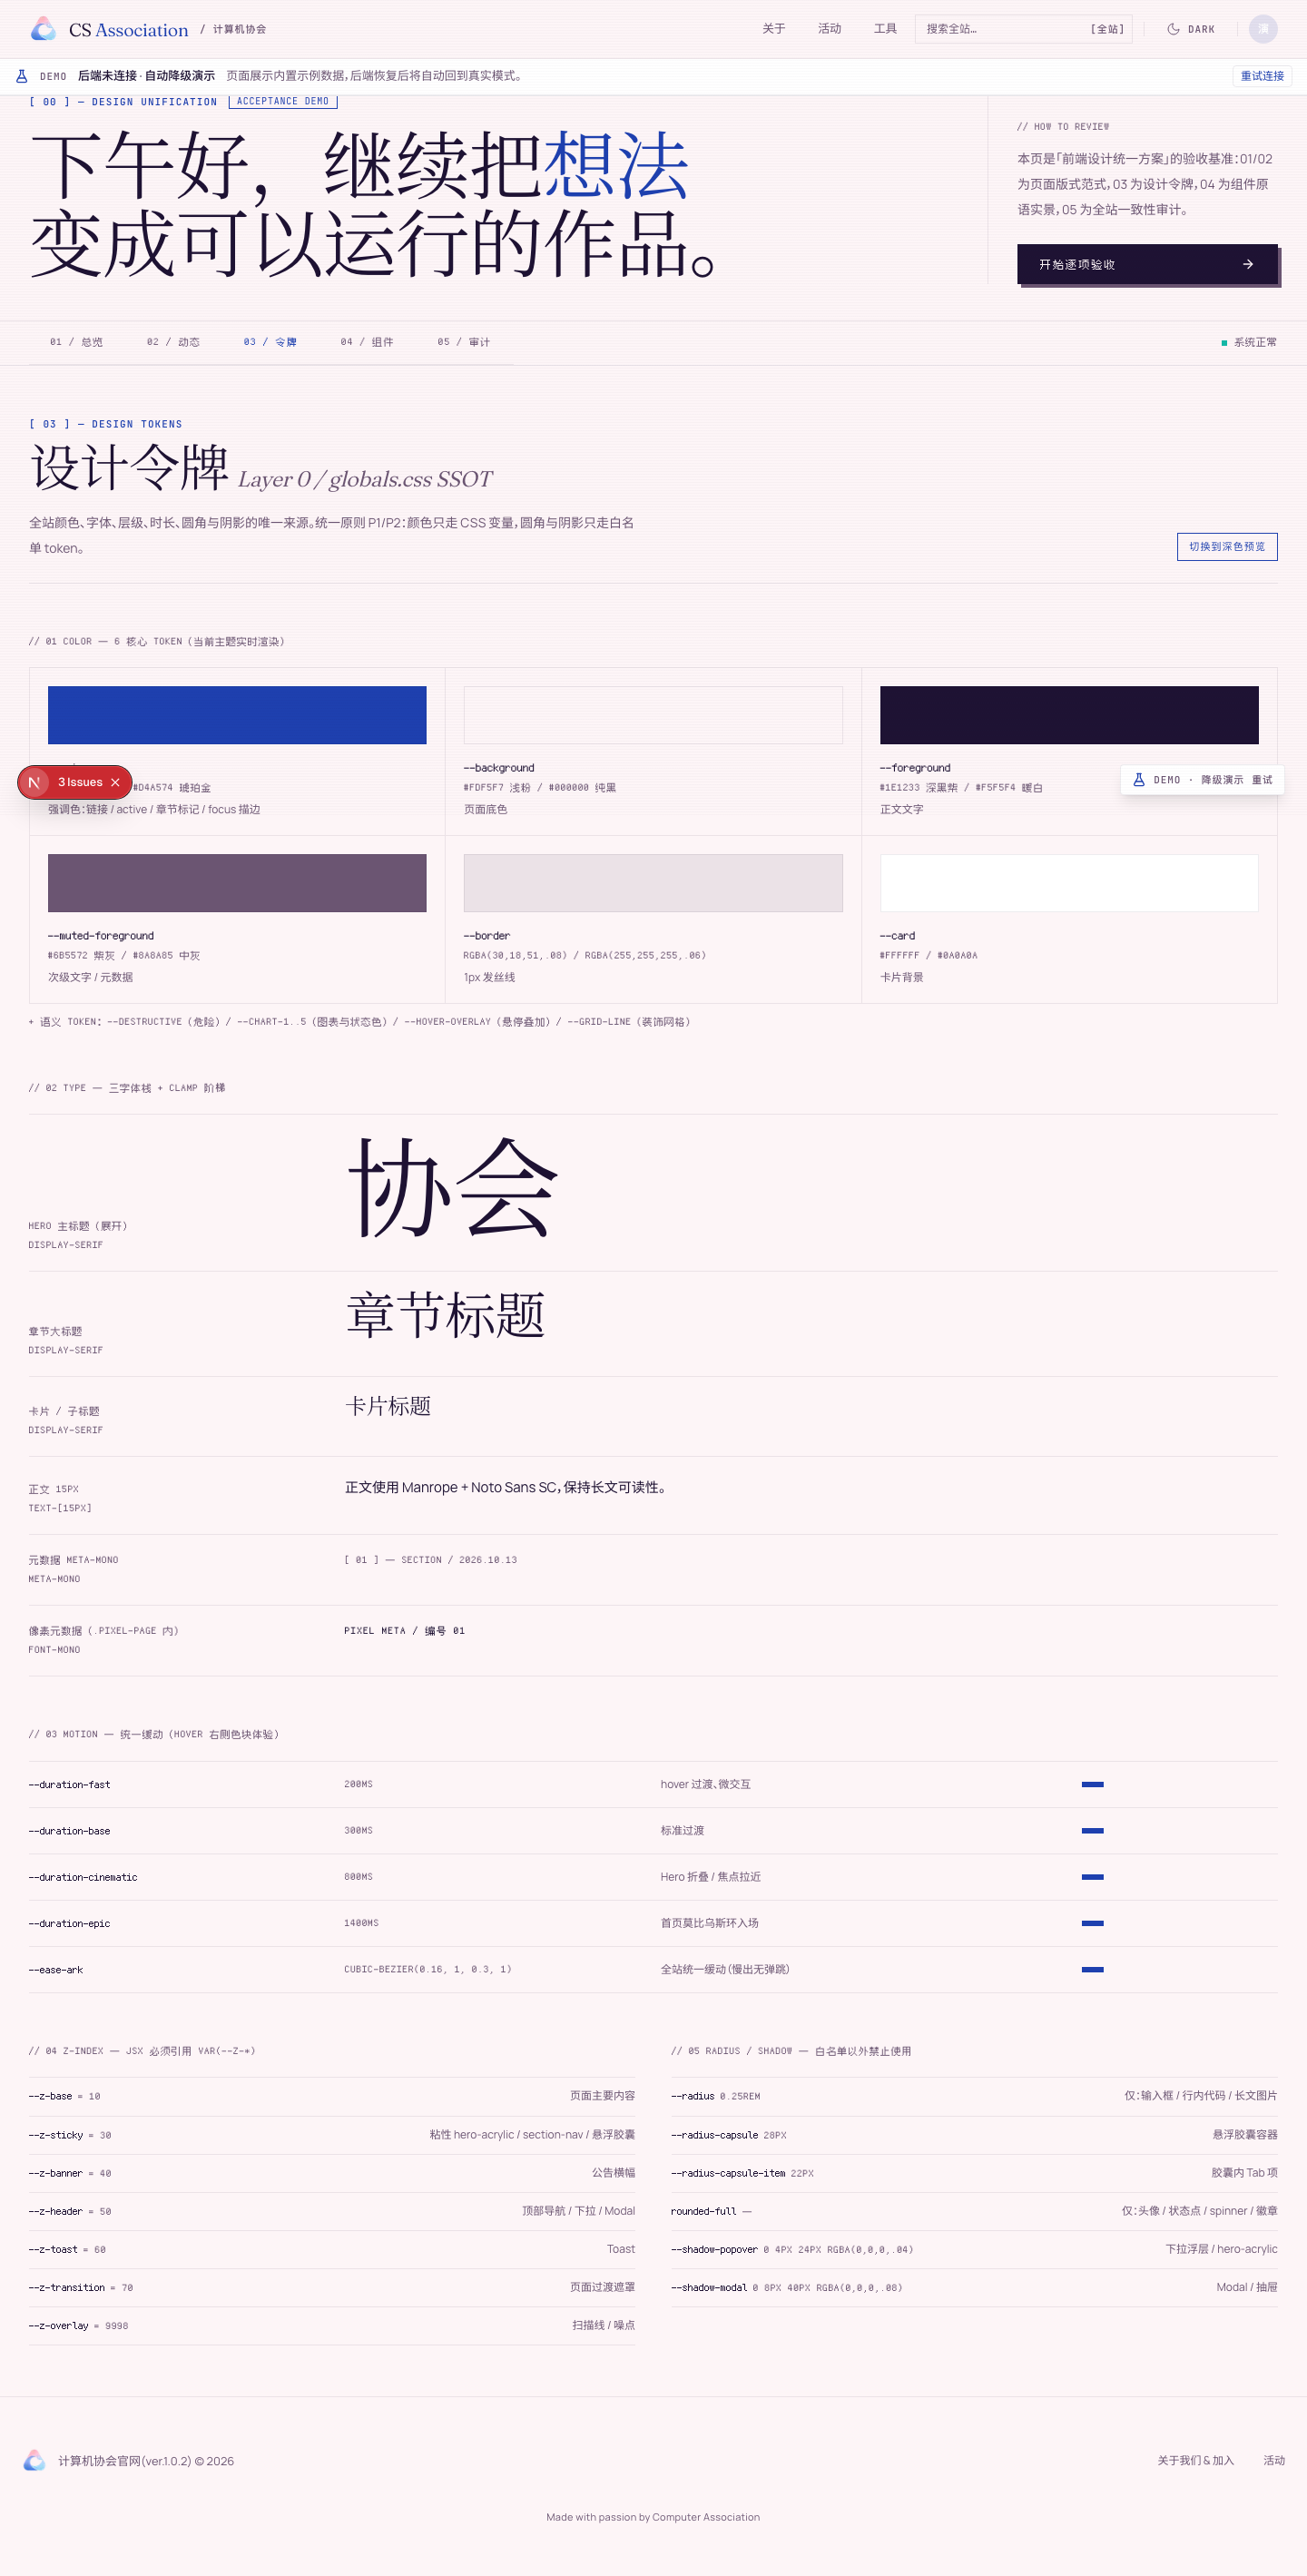 CS Association / 计算机协会
关于 活动 工具 搜索全站… [全站] DARK 演
DEMO 后端未连接 · 自动降级演示 页面展示内置示例数据，后端恢复后将自动回到真实模式。 重试连接
[ 00 ] — DESIGN UNIFICATION ACCEPTANCE DEMO
下午好，继续把想法
变成可以运行的作品。
// HOW TO REVIEW
本页是「前端设计统一方案」的验收基准：01/02
为页面版式范式，03 为设计令牌，04 为组件原
语实景，05 为全站一致性审计。
开始逐项验收
01 / 总览 02 / 动态 03 / 令牌 04 / 组件 05 / 审计 系统正常
[ 03 ] — DESIGN TOKENS
设计令牌 Layer 0 / globals.css SSOT
全站颜色、字体、层级、时长、圆角与阴影的唯一来源。统一原则 P1/P2：颜色只走 CSS 变量，圆角与阴影只走白名
单 token。
切换到深色预览
// 01 COLOR — 6 核心 TOKEN（当前主题实时渲染）
#D4A574 琥珀金
强调色：链接 / active / 章节标记 / focus 描边
--background
#FDF5F7 浅粉 / #000000 纯黑
页面底色
--foreground
#1E1233 深黑紫 / #F5F5F4 暖白
正文文字
3 Issues
DEMO · 降级演示 重试
--muted-foreground
#6B5572 紫灰 / #8A8A85 中灰
次级文字 / 元数据
--border
RGBA(30,18,51,.08) / RGBA(255,255,255,.06)
1px 发丝线
--card
#FFFFFF / #0A0A0A
卡片背景
+ 语义 TOKEN: --DESTRUCTIVE（危险）/ --CHART-1..5（图表与状态色）/ --HOVER-OVERLAY（悬停叠加）/ --GRID-LINE（装饰网格）
// 02 TYPE — 三字体栈 + CLAMP 阶梯
HERO 主标题（展开）
DISPLAY-SERIF
协会
章节大标题
DISPLAY-SERIF
章节标题
卡片 / 子标题
DISPLAY-SERIF
卡片标题
正文 15PX
TEXT-[15PX]
正文使用 Manrope + Noto Sans SC，保持长文可读性。
元数据 META-MONO
META-MONO
[ 01 ] — SECTION / 2026.10.13
像素元数据（.PIXEL-PAGE 内）
FONT-MONO
PIXEL META / 编号 01
// 03 MOTION — 统一缓动（HOVER 右侧色块体验）
--duration-fast 200MS hover 过渡、微交互
--duration-base 300MS 标准过渡
--duration-cinematic 800MS Hero 折叠 / 焦点拉近
--duration-epic 1400MS 首页莫比乌斯环入场
--ease-ark CUBIC-BEZIER(0.16, 1, 0.3, 1) 全站统一缓动（慢出无弹跳）
// 04 Z-INDEX — JSX 必须引用 VAR(--Z-*)
--z-base = 10 页面主要内容
--z-sticky = 30 粘性 hero-acrylic / section-nav / 悬浮胶囊
--z-banner = 40 公告横幅
--z-header = 50 顶部导航 / 下拉 / Modal
--z-toast = 60 Toast
--z-transition = 70 页面过渡遮罩
--z-overlay = 9998 扫描线 / 噪点
// 05 RADIUS / SHADOW — 白名单以外禁止使用
--radius 0.25REM 仅：输入框 / 行内代码 / 长文图片
--radius-capsule 28PX 悬浮胶囊容器
--radius-capsule-item 22PX 胶囊内 Tab 项
rounded-full — 仅：头像 / 状态点 / spinner / 徽章
--shadow-popover 0 4PX 24PX RGBA(0,0,0,.04) 下拉浮层 / hero-acrylic
--shadow-modal 0 8PX 40PX RGBA(0,0,0,.08) Modal / 抽屉
计算机协会官网(ver.1.0.2) © 2026
关于我们 & 加入 活动
Made with passion by Computer Association